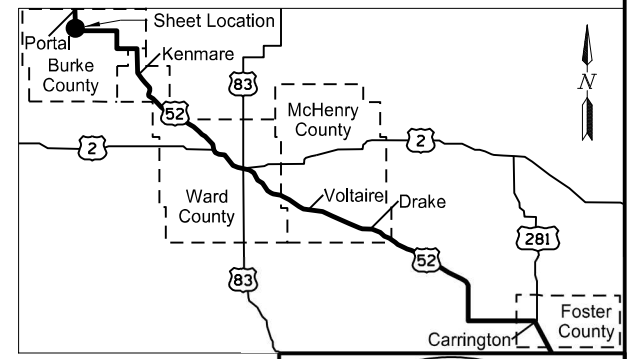 Sheet Location
Portal
Burke
County
Kenmare
83
McHenry
County
52
2
2
N
Ward
County
Voltaire
Drake
281
52
83
Foster
County
Carrington